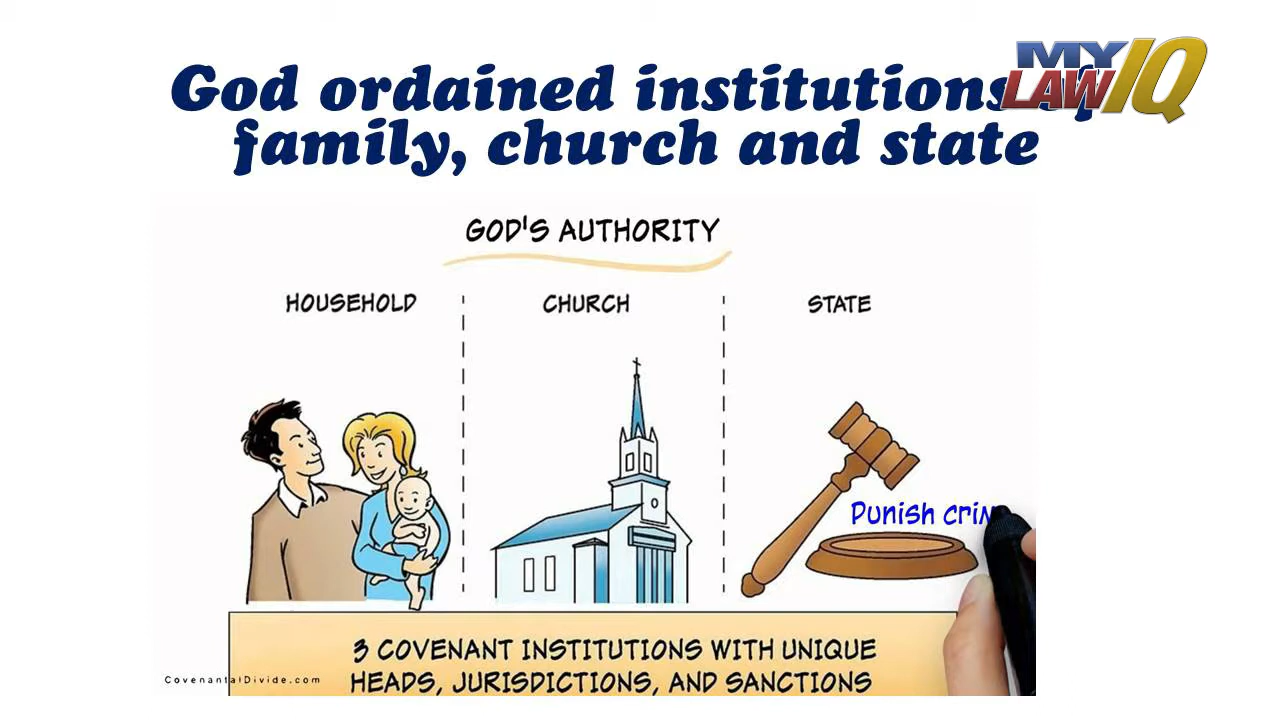 God ordained institutions
family, church and state
MY
LAW IQ
GOD'S AUTHORITY
HOUSEHOLD
CHURCH
STATE
Punish
3 COVENANT INSTITUTIONS WITH UNIQUE
HEADS, JURISDICTIONS, AND SANCTIONS
CovenantalDivide.com